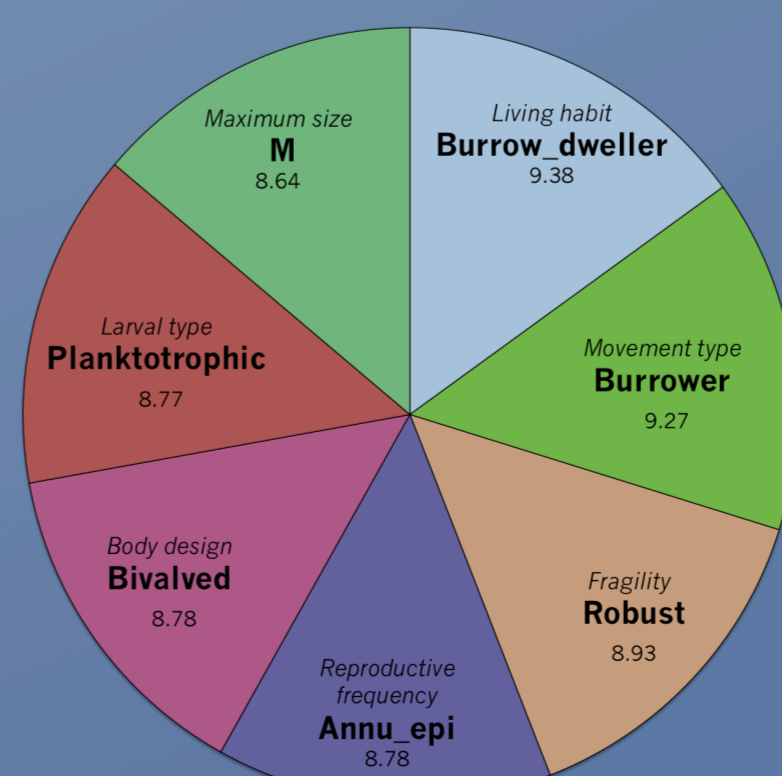 Living habit
Burrow_dweller
9.38
Movement type
Burrower
9.27
Fragility
Robust
8.93
Reproductive
frequency
Annu_epi
8.78
Body design
Bivalved
8.78
Larval type
Planktotrophic
8.77
Maximum size
M
8.64